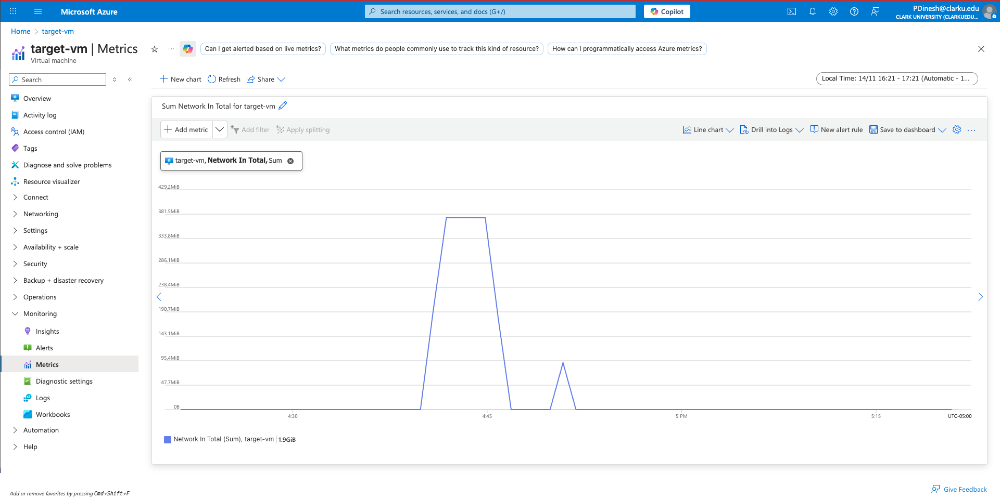 Microsoft Azure
Search resources, services, and docs (G+/)
Copilot
PDinesh@clarku.edu
CLARK UNIVERSITY (CLARKUEDU....
Home > target-vm
target-vm | Metrics
Virtual machine
Can I get alerted based on live metrics?
What metrics do people commonly use to track this kind of resource?
How can I programmatically access Azure metrics?
Search
Overview
Activity log
Access control (IAM)
Tags
Diagnose and solve problems
Resource visualizer
Connect
Networking
Settings
Availability + scale
Security
Backup + disaster recovery
Operations
Monitoring
Insights
Alerts
Metrics
Diagnostic settings
Logs
Workbooks
Automation
Help
Add or remove favorites by pressing Cmd+Shift+F
New chart
Refresh
Share
Local Time: 14/11 16:21 - 17:21 (Automatic - 1...
Sum Network In Total for target-vm
Add metric
Add filter
Apply splitting
Line chart
Drill into Logs
New alert rule
Save to dashboard
target-vm, Network In Total, Sum
429.2MiB
381.5MiB
333.8MiB
286.1MiB
238.4MiB
190.7MiB
143.1MiB
95.4MiB
47.7MiB
0B
4:30
4:45
5 PM
5:15
UTC-05:00
Network In Total (Sum), target-vm | 1.9GiB
Give Feedback